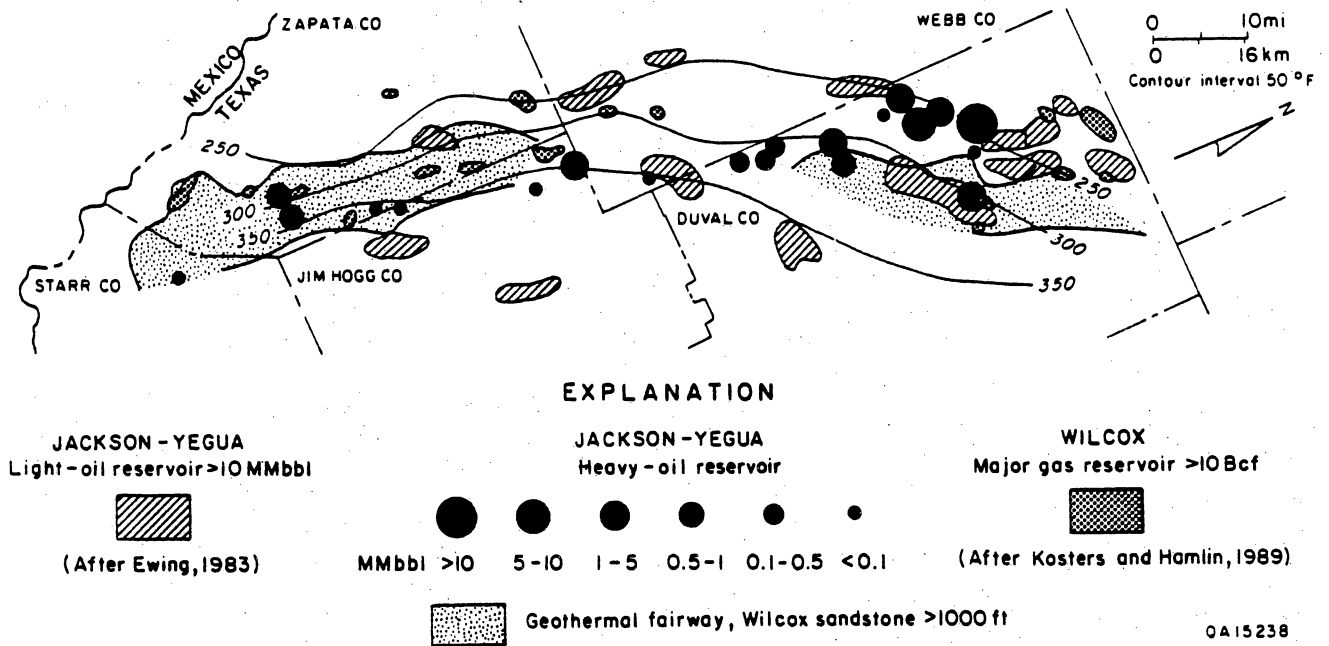 ZAPATA CO
WEBB CO
0 10mi
0 16 km
Contour interval 50 °F
MEXICO
TEXAS
N
250
300
350
250
300
350
DUVAL CO
STARR CO
JIM HOGG CO
EXPLANATION
JACKSON-YEGUA
Light-oil reservoir >10 MMbbl
(After Ewing, 1983)
JACKSON-YEGUA
Heavy-oil reservoir
MMbbl >10 5-10 1-5 0.5-1 0.1-0.5 <0.1
WILCOX
Major gas reservoir >10 Bcf
(After Kosters and Hamlin, 1989)
Geothermal fairway, Wilcox sandstone >1000 ft
QA15238